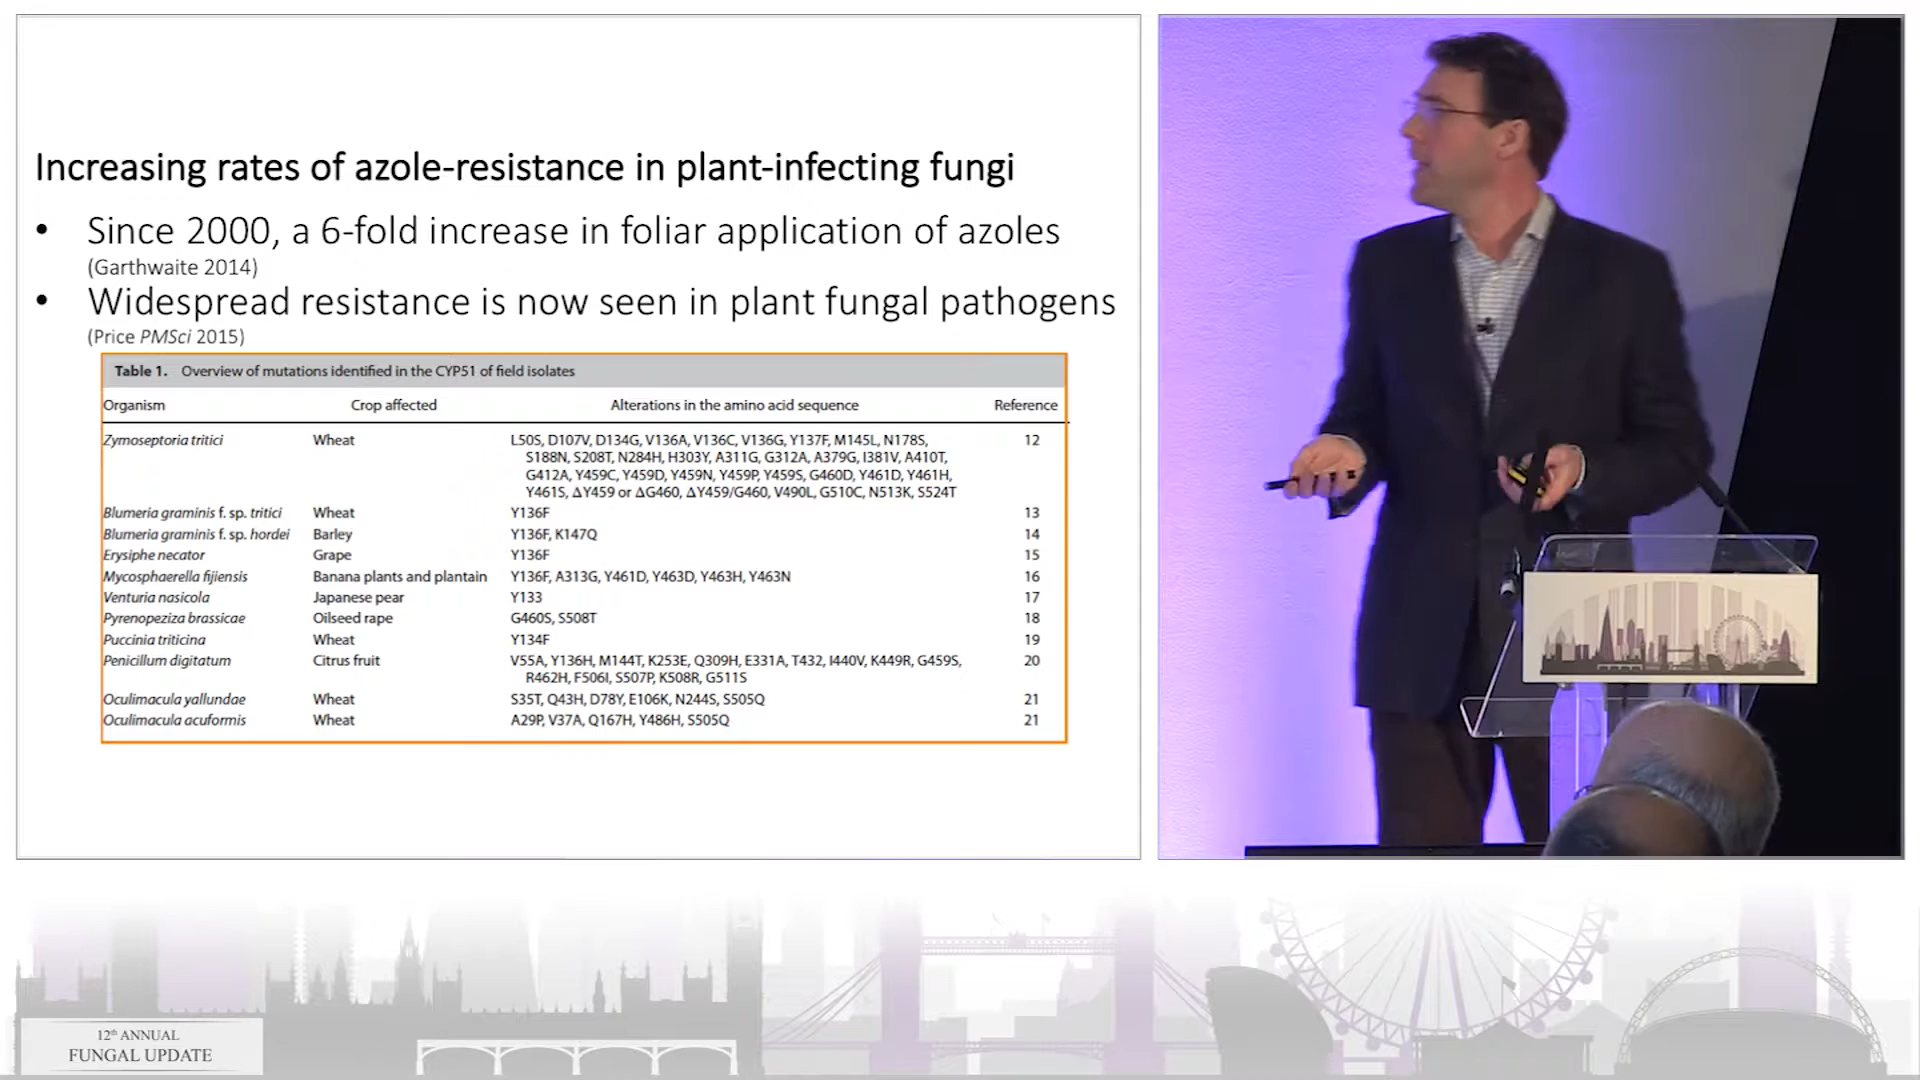 Increasing rates of azole-resistance in plant-infecting fungi
• Since 2000, a 6-fold increase in foliar application of azoles
(Garthwaite 2014)
• Widespread resistance is now seen in plant fungal pathogens
(Price PMSci 2015)
Table 1. Overview of mutations identified in the CYP51 of field isolates
Organism Crop affected Alterations in the amino acid sequence Reference
Zymoseptoria tritici Wheat L50S, D107V, D134G, V136A, V136C, V136G, Y137F, M145L, N178S, 12
S188N, S208T, N284H, H303Y, A311G, G312A, A379G, I381V, A410T,
G412A, Y459C, Y459D, Y459N, Y459P, Y459S, G460D, Y461D, Y461H,
Y461S, ΔY459 or ΔG460, ΔY459/G460, V490L, G510C, N513K, S524T
Blumeria graminis f. sp. tritici Wheat Y136F 13
Blumeria graminis f. sp. hordei Barley Y136F, K147Q 14
Erysiphe necator Grape Y136F 15
Mycosphaerella fijiensis Banana plants and plantain Y136F, A313G, Y461D, Y463D, Y463H, Y463N 16
Venturia nasicola Japanese pear Y133 17
Pyrenopeziza brassicae Oilseed rape G460S, S508T 18
Puccinia triticina Wheat Y134F 19
Penicillum digitatum Citrus fruit V55A, Y136H, M144T, K253E, Q309H, E331A, T432, I440V, K449R, G459S, 20
R462H, F506I, S507P, K508R, G511S
Oculimacula yallundae Wheat S35T, Q43H, D78Y, E106K, N244S, S505Q 21
Oculimacula acuformis Wheat A29P, V37A, Q167H, Y486H, S505Q 21
12th ANNUAL
FUNGAL UPDATE